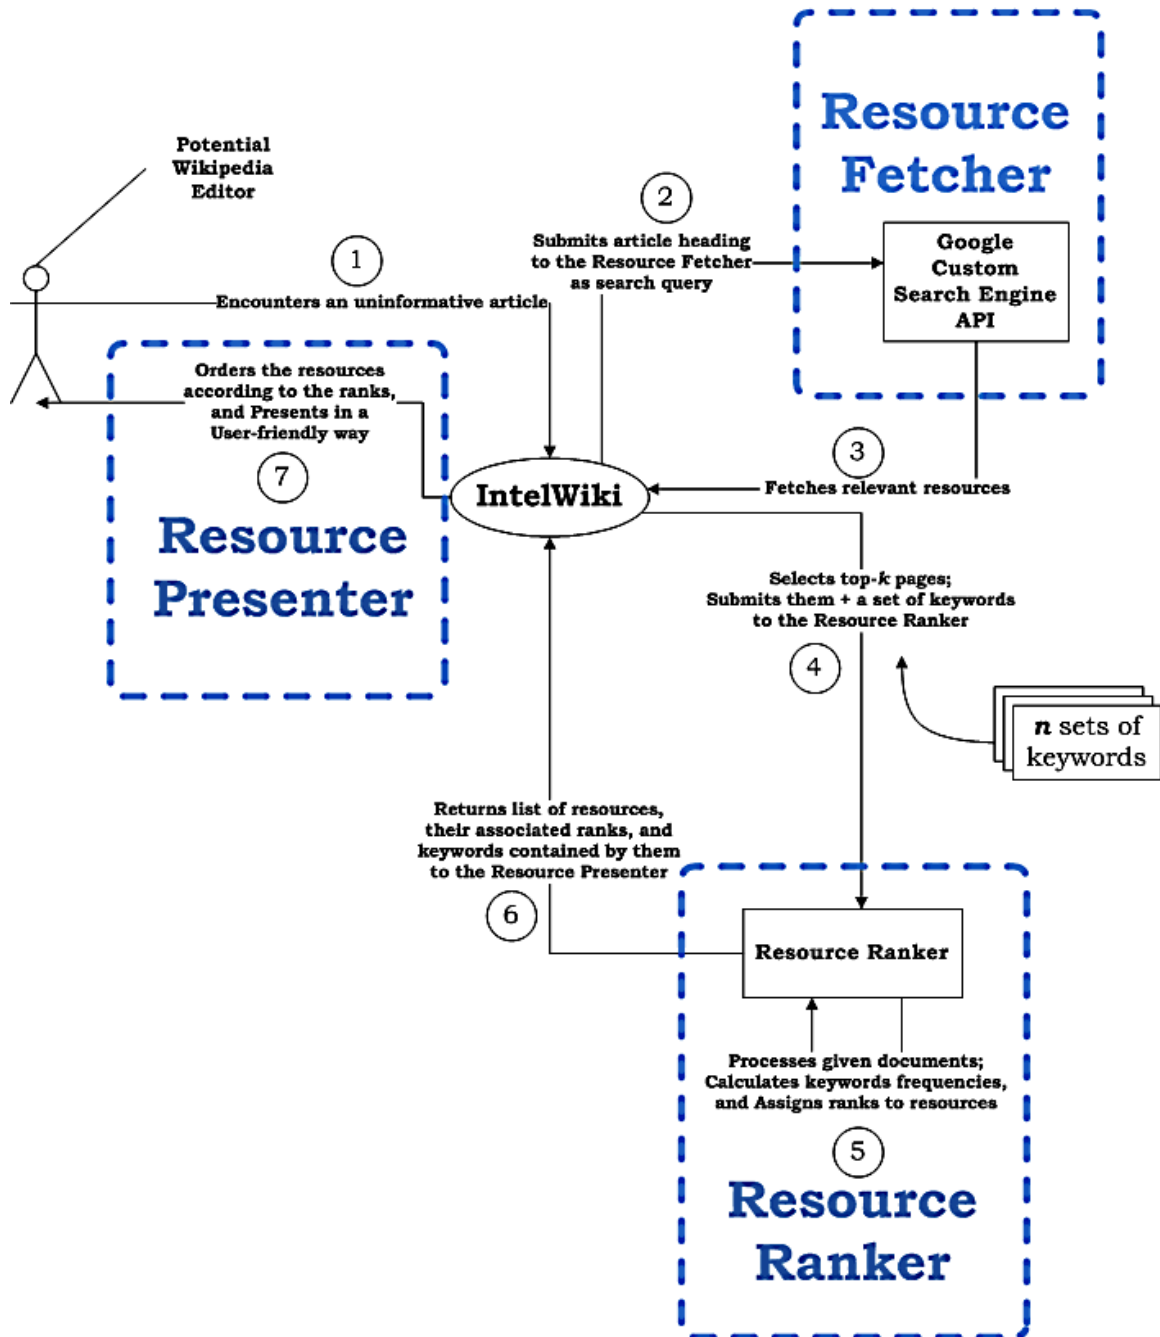 Resource
Fetcher
Potential
Wikipedia
Editor
1
Encounters an uninformative article
2
Submits article heading
to the Resource Fetcher
as search query
Google
Custom
Search Engine
API
3
Fetches relevant resources
Orders the resources
according to the ranks,
and Presents in a
User-friendly way
7
Resource
Presenter
IntelWiki
Selects top-k pages;
Submits them + a set of keywords
to the Resource Ranker
4
n sets of
keywords
Returns list of resources,
their associated ranks, and
keywords contained by them
to the Resource Presenter
6
Resource Ranker
Processes given documents;
Calculates keywords frequencies,
and Assigns ranks to resources
5
Resource
Ranker